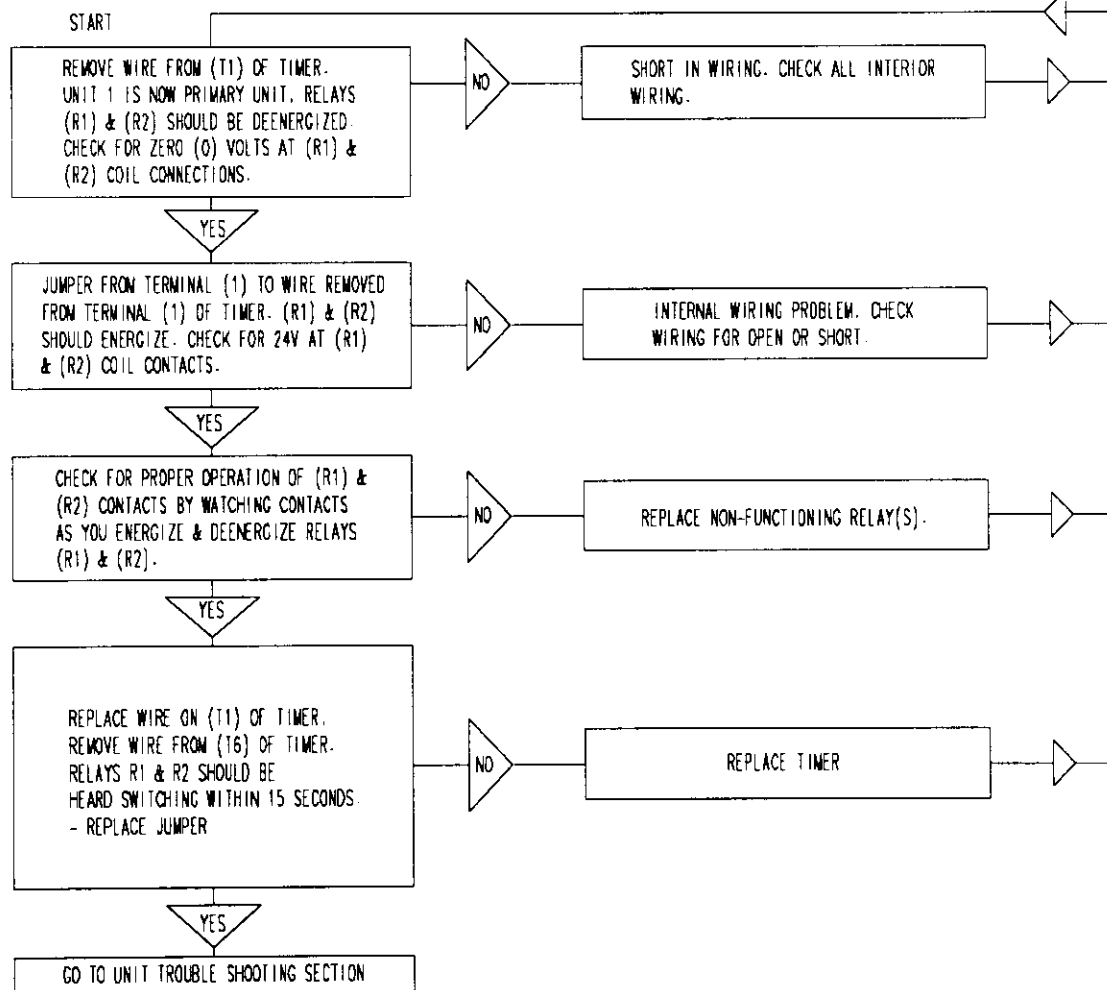 START
REMOVE WIRE FROM (T1) OF TIMER.
UNIT 1 IS NOW PRIMARY UNIT, RELAYS
(R1) & (R2) SHOULD BE DEENERGIZED.
CHECK FOR ZERO (0) VOLTS AT (R1) &
(R2) COIL CONNECTIONS.
NO
SHORT IN WIRING. CHECK ALL INTERIOR
WIRING.
YES
JUMPER FROM TERMINAL (1) TO WIRE REMOVED
FROM TERMINAL (1) OF TIMER. (R1) & (R2)
SHOULD ENERGIZE. CHECK FOR 24V AT (R1)
& (R2) COIL CONTACTS.
NO
INTERNAL WIRING PROBLEM. CHECK
WIRING FOR OPEN OR SHORT.
YES
CHECK FOR PROPER OPERATION OF (R1) &
(R2) CONTACTS BY WATCHING CONTACTS
AS YOU ENERGIZE & DEENERGIZE RELAYS
(R1) & (R2).
NO
REPLACE NON-FUNCTIONING RELAY(S).
YES
REPLACE WIRE ON (T1) OF TIMER.
REMOVE WIRE FROM (T6) OF TIMER.
RELAYS R1 & R2 SHOULD BE
HEARD SWITCHING WITHIN 15 SECONDS.
- REPLACE JUMPER
NO
REPLACE TIMER
YES
GO TO UNIT TROUBLE SHOOTING SECTION